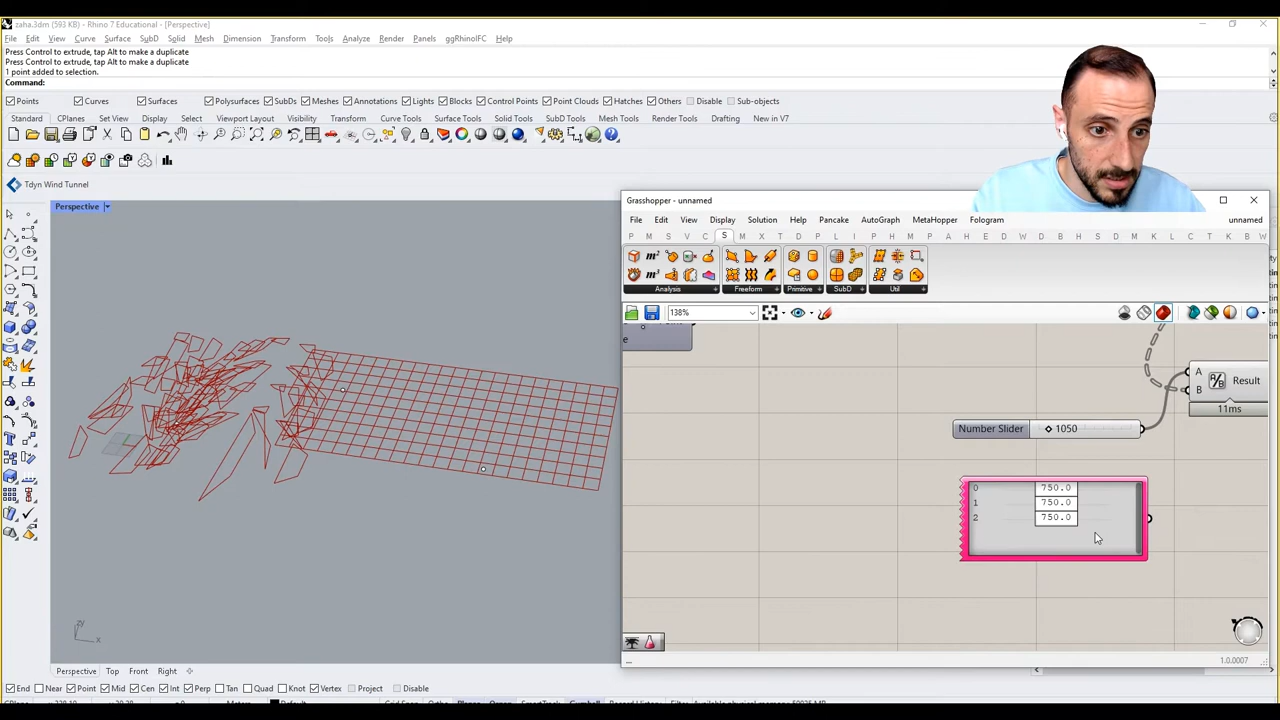 zaha.3dm (593 KB) - Rhino 7 Educational - [Perspective]
File Edit View Curve Surface SubD Solid Mesh Dimension Transform Tools Analyze Render Panels ggRhinoIFC Help
Press Control to extrude, tap Alt to make a duplicate
Press Control to extrude, tap Alt to make a duplicate
1 point added to selection.
Command:
Points Curves Surfaces Polysurfaces SubDs Meshes Annotations Lights Blocks Control Points Point Clouds Hatches Others Disable Sub-objects
Standard CPlanes Set View Display Select Viewport Layout Visibility Transform Curve Tools Surface Tools Solid Tools SubD Tools Mesh Tools Render Tools Drafting New in V7
Tdyn Wind Tunnel
Perspective
Grasshopper - unnamed
File Edit View Display Solution Help Pancake AutoGraph MetaHopper Fologram unnamed
Analysis Freeform Primitive SubD Util
138%
A
B
Result
11ms
Number Slider 1050
0 750.0
1 750.0
2 750.0
1.0.0007
Perspective Top Front Right
End Near Point Mid Cen Int Perp Tan Quad Knot Vertex Project Disable